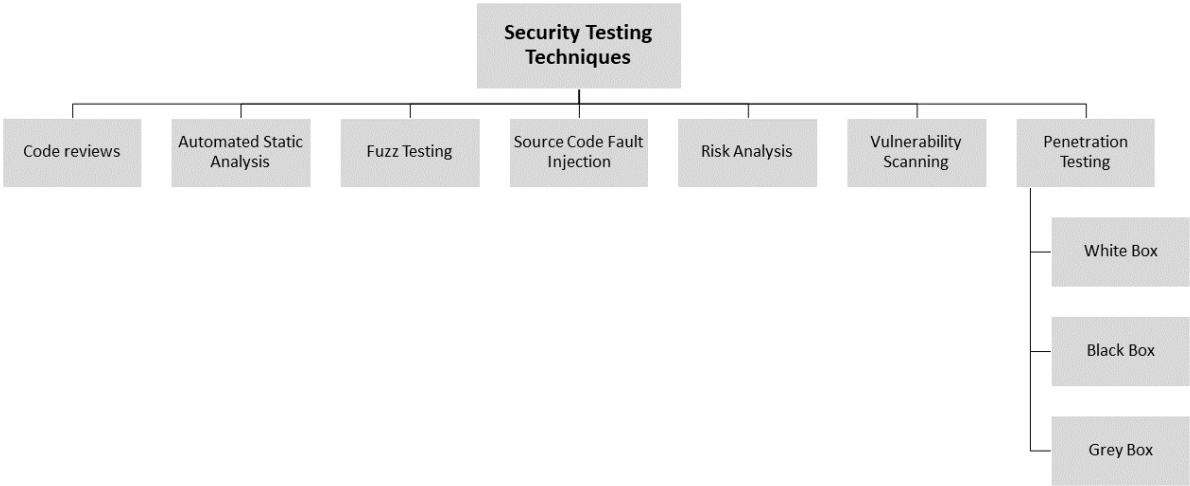 Security Testing
Techniques
Code reviews
Automated Static
Analysis
Fuzz Testing
Source Code Fault
Injection
Risk Analysis
Vulnerability
Scanning
Penetration
Testing
White Box
Black Box
Grey Box